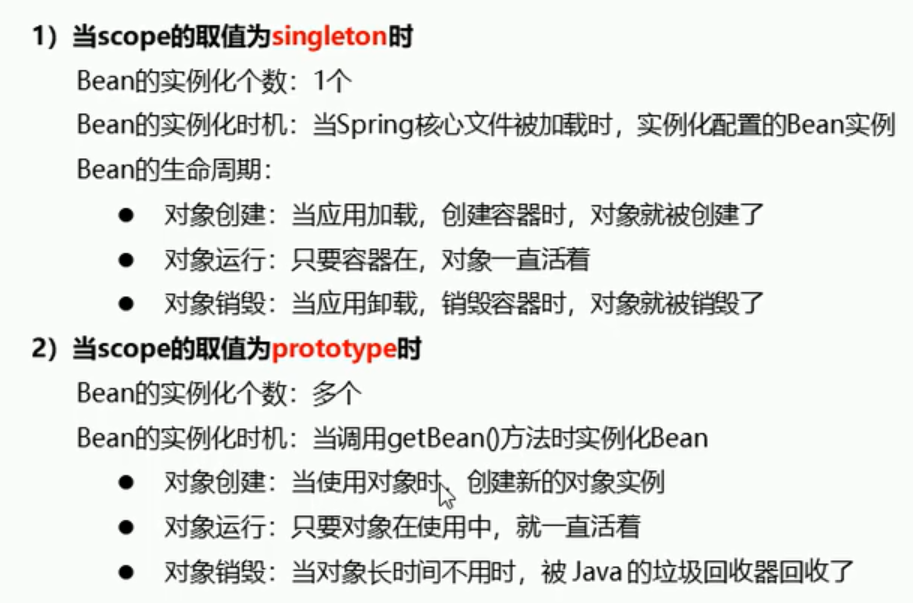 1）当scope的取值为singleton时
Bean的实例化个数：1个
Bean的实例化时机：当Spring核心文件被加载时，实例化配置的Bean实例
Bean的生命周期：
● 对象创建：当应用加载，创建容器时，对象就被创建了
● 对象运行：只要容器在，对象一直活着
● 对象销毁：当应用卸载，销毁容器时，对象就被销毁了
2）当scope的取值为prototype时
Bean的实例化个数：多个
Bean的实例化时机：当调用getBean()方法时实例化Bean
● 对象创建：当使用对象时，创建新的对象实例
● 对象运行：只要对象在使用中，就一直活着
● 对象销毁：当对象长时间不用时，被 Java 的垃圾回收器回收了